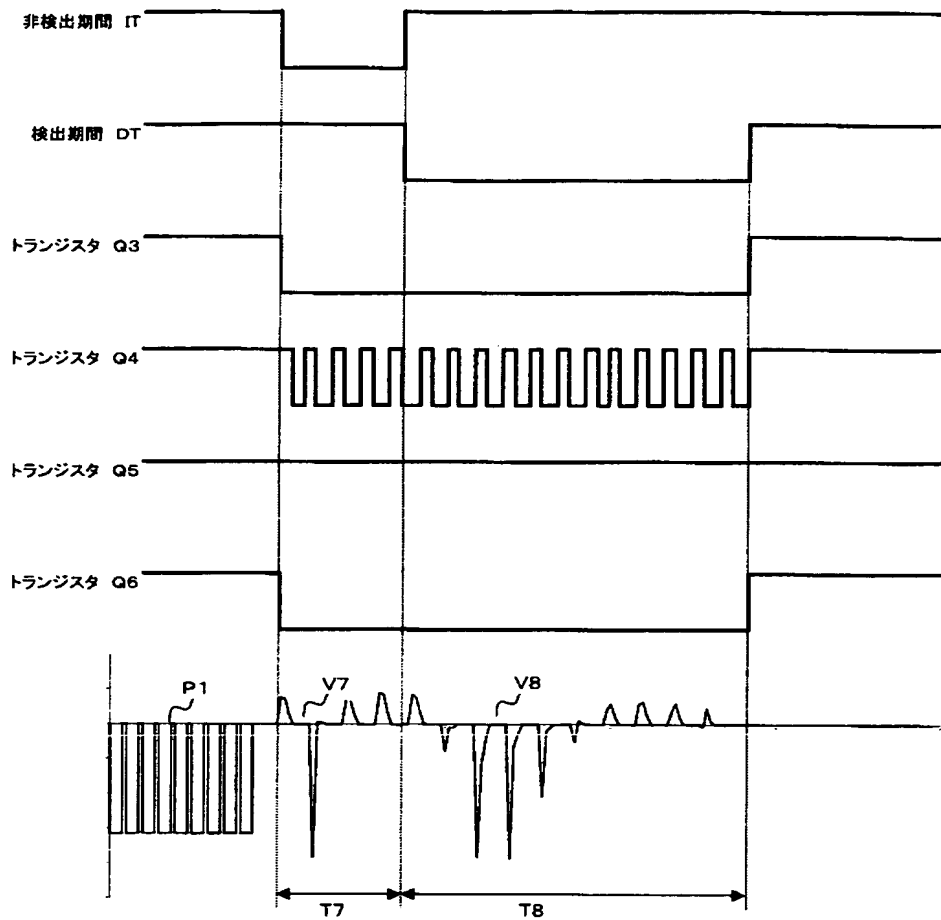 非検出期間 IT
検出期間 DT
トランジスタ Q3
トランジスタ Q4
トランジスタ Q5
トランジスタ Q6
P1
V7
V8
T7
T8